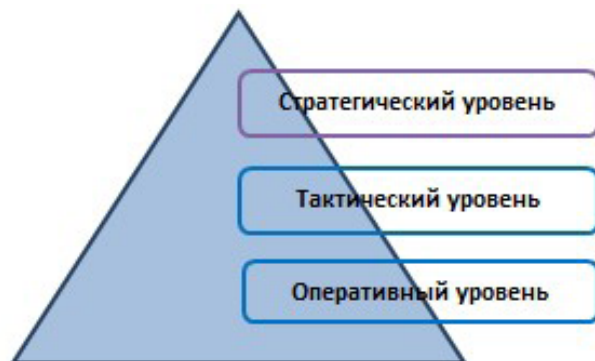 Стратегический уровень
Тактический уровень
Оперативный уровень